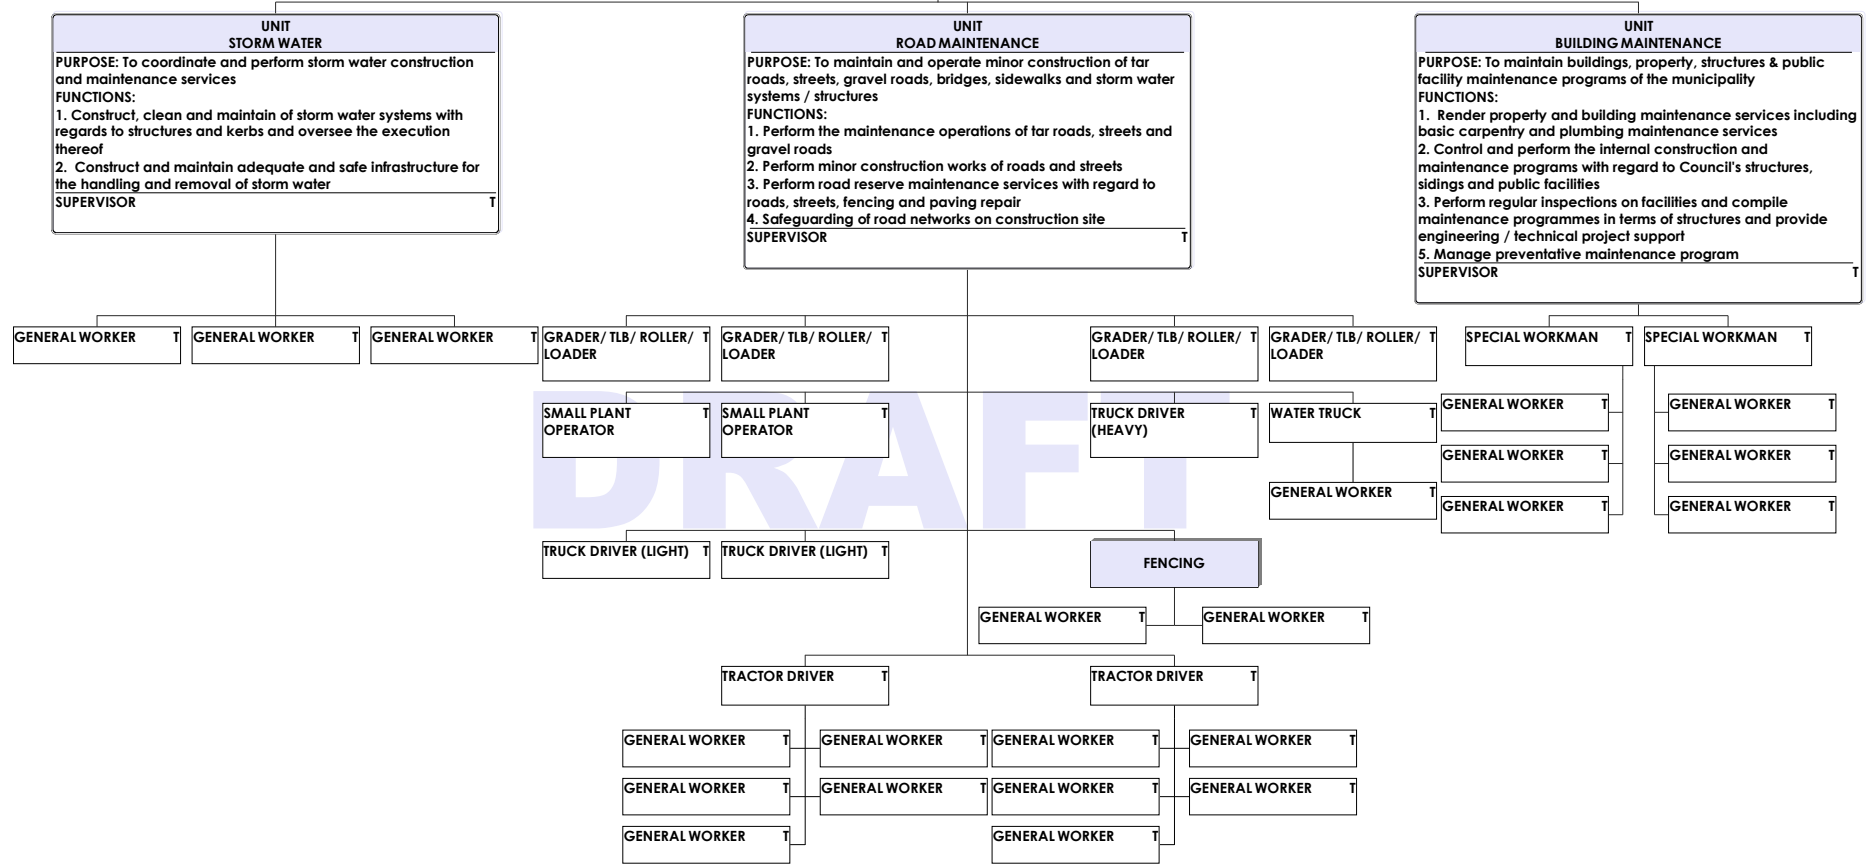 UNIT
STORM WATER
PURPOSE: To coordinate and perform storm water construction
and maintenance services
FUNCTIONS:
1. Construct, clean and maintain of storm water systems with
regards to structures and kerbs and oversee the execution
thereof
2.  Construct and maintain adequate and safe infrastructure for
the handling and removal of storm water
SUPERVISOR T
UNIT
ROAD MAINTENANCE
PURPOSE: To maintain and operate minor construction of tar
roads, streets, gravel roads, bridges, sidewalks and storm water
systems / structures
FUNCTIONS:
1. Perform the maintenance operations of tar roads, streets and
gravel roads
2. Perform minor construction works of roads and streets
3. Perform road reserve maintenance services with regard to
roads, streets, fencing and paving repair
4. Safeguarding of road networks on construction site
SUPERVISOR T
UNIT
BUILDING MAINTENANCE
PURPOSE: To maintain buildings, property, structures & public
facility maintenance programs of the municipality
FUNCTIONS:
1.  Render property and building maintenance services including
basic carpentry and plumbing maintenance services
2. Control and perform the internal construction and
maintenance programs with regard to Council's structures,
sidings and public facilities
3. Perform regular inspections on facilities and compile
maintenance programmes in terms of structures and provide
engineering / technical project support
5. Manage preventative maintenance program
SUPERVISOR T
GENERAL WORKER T
GENERAL WORKER T
GENERAL WORKER T
GRADER/ TLB/ ROLLER/ T
LOADER
GRADER/ TLB/ ROLLER/ T
LOADER
GRADER/ TLB/ ROLLER/ T
LOADER
GRADER/ TLB/ ROLLER/ T
LOADER
SPECIAL WORKMAN T
SPECIAL WORKMAN T
DRAFT
SMALL PLANT T
OPERATOR
SMALL PLANT T
OPERATOR
TRUCK DRIVER T
(HEAVY)
WATER TRUCK T
GENERAL WORKER T
GENERAL WORKER T
GENERAL WORKER T
GENERAL WORKER T
GENERAL WORKER T
GENERAL WORKER T
GENERAL WORKER T
TRUCK DRIVER (LIGHT) T
TRUCK DRIVER (LIGHT) T
FENCING
GENERAL WORKER T
GENERAL WORKER T
TRACTOR DRIVER T
TRACTOR DRIVER T
GENERAL WORKER T
GENERAL WORKER T
GENERAL WORKER T
GENERAL WORKER T
GENERAL WORKER T
GENERAL WORKER T
GENERAL WORKER T
GENERAL WORKER T
GENERAL WORKER T
GENERAL WORKER T